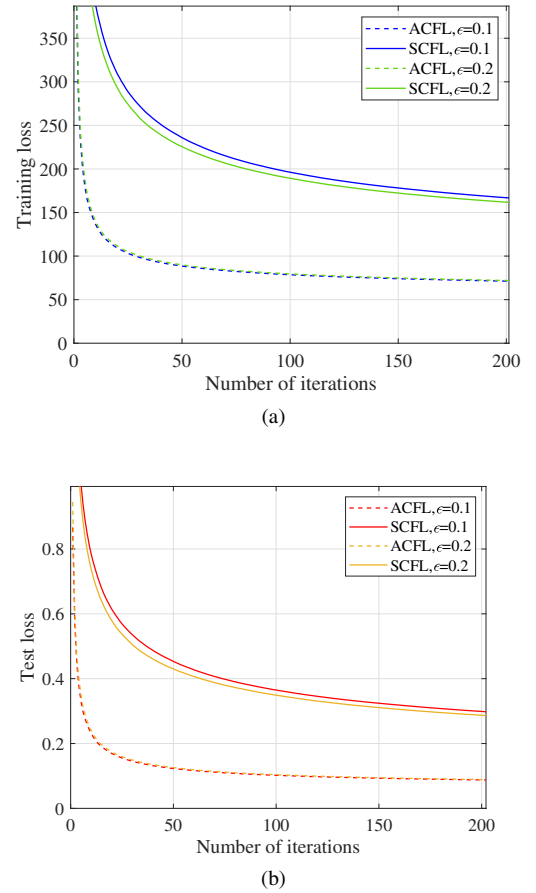 350
300
250
200
150
100
50
0
Training loss
ACFL,ϵ=0.1
SCFL,ϵ=0.1
ACFL,ϵ=0.2
SCFL,ϵ=0.2
0 50 100 150 200
Number of iterations
(a)
0.8
0.6
0.4
0.2
0
Test loss
ACFL,ϵ=0.1
SCFL,ϵ=0.1
ACFL,ϵ=0.2
SCFL,ϵ=0.2
0 50 100 150 200
Number of iterations
(b)